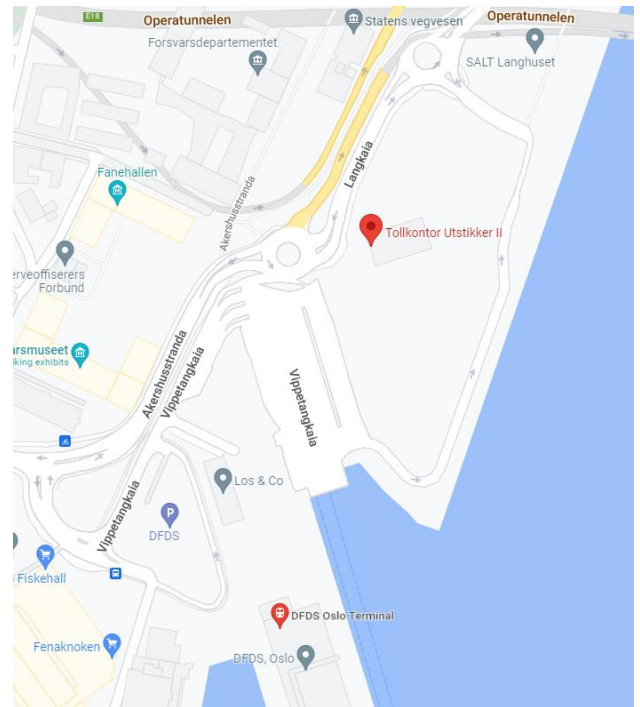 E18
Operatunnelen
Statens vegvesen
Operatunnelen
Forsvarsdepartementet
SALT Langhuset
Langkaia
Fanehallen
Akershusstranda
Tollkontor Utstikker II
erveoffiserers
Forbund
arsmuseet
iking exhibits
Akershusstranda
Vippetangkaia
Vippetangkaia
Los & Co
P
DFDS
Vippetangkaia
Fiskehall
DFDS Oslo Terminal
Fenaknoken
DFDS, Oslo